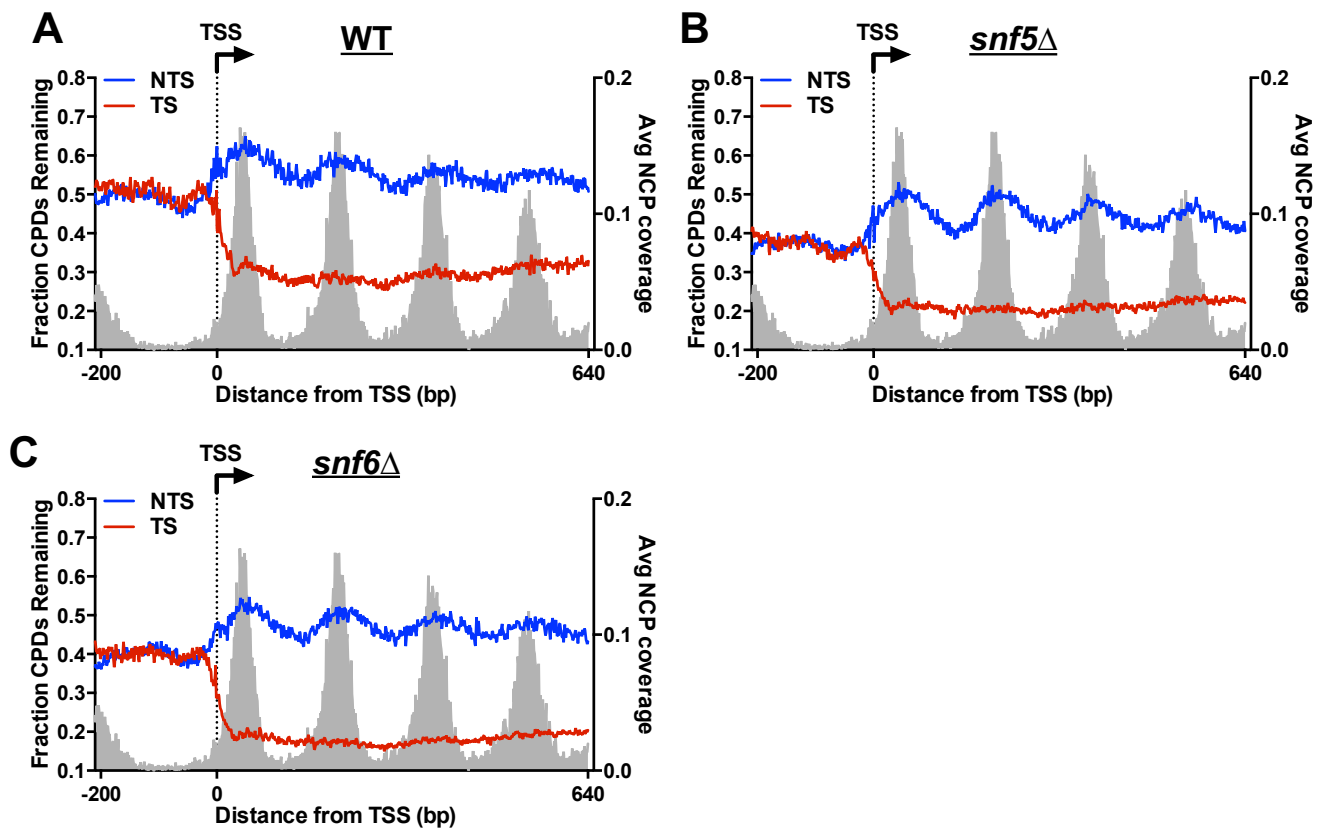 A
TSS
WT
NTS
TS
Fraction CPDs Remaining
0.8
0.7
0.6
0.5
0.4
0.3
0.2
0.1
0.2
0.1
0.0
Avg NCP coverage
-200 0 640
Distance from TSS (bp)
B
TSS
snf5Δ
NTS
TS
Fraction CPDs Remaining
0.8
0.7
0.6
0.5
0.4
0.3
0.2
0.1
0.2
0.1
0.0
Avg NCP coverage
-200 0 640
Distance from TSS (bp)
C
TSS
snf6Δ
NTS
TS
Fraction CPDs Remaining
0.8
0.7
0.6
0.5
0.4
0.3
0.2
0.1
0.2
0.1
0.0
Avg NCP coverage
-200 0 640
Distance from TSS (bp)